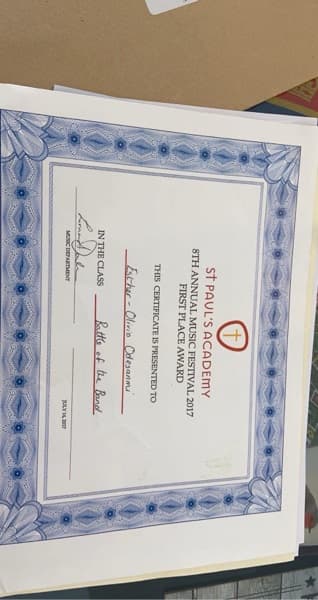 St PAUL'S ACADEMY
8TH ANNUAL MUSIC FESTIVAL 2017
FIRST PLACE AWARD
THIS CERTIFICATE IS PRESENTED TO
Esther-Olivia Odesanmi
IN THE CLASS Battle of the Band
MUSIC DEPARTMENT
JULY 14, 2017